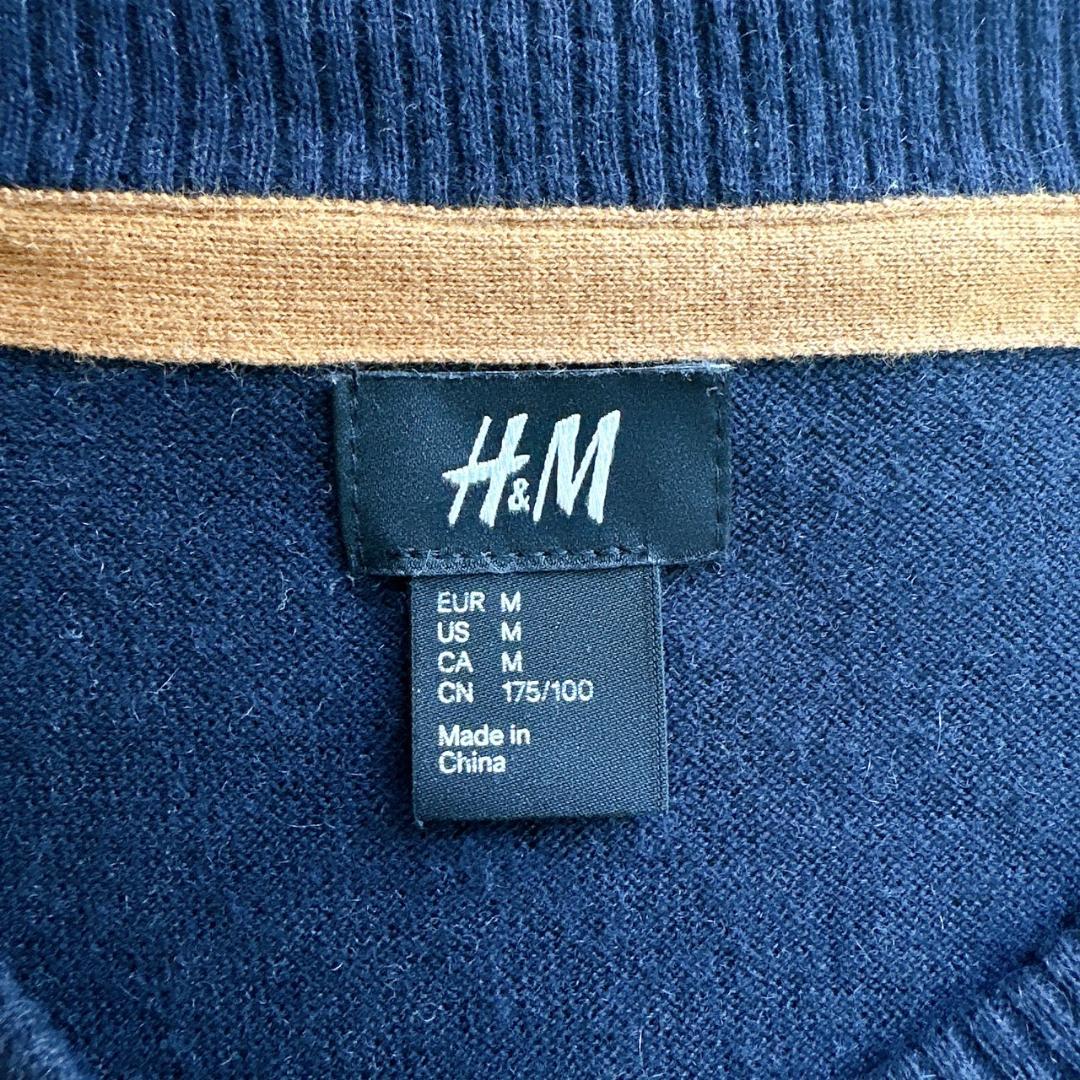 H&M
EUR M
US M
CA M
CN 175/100
Made in
China